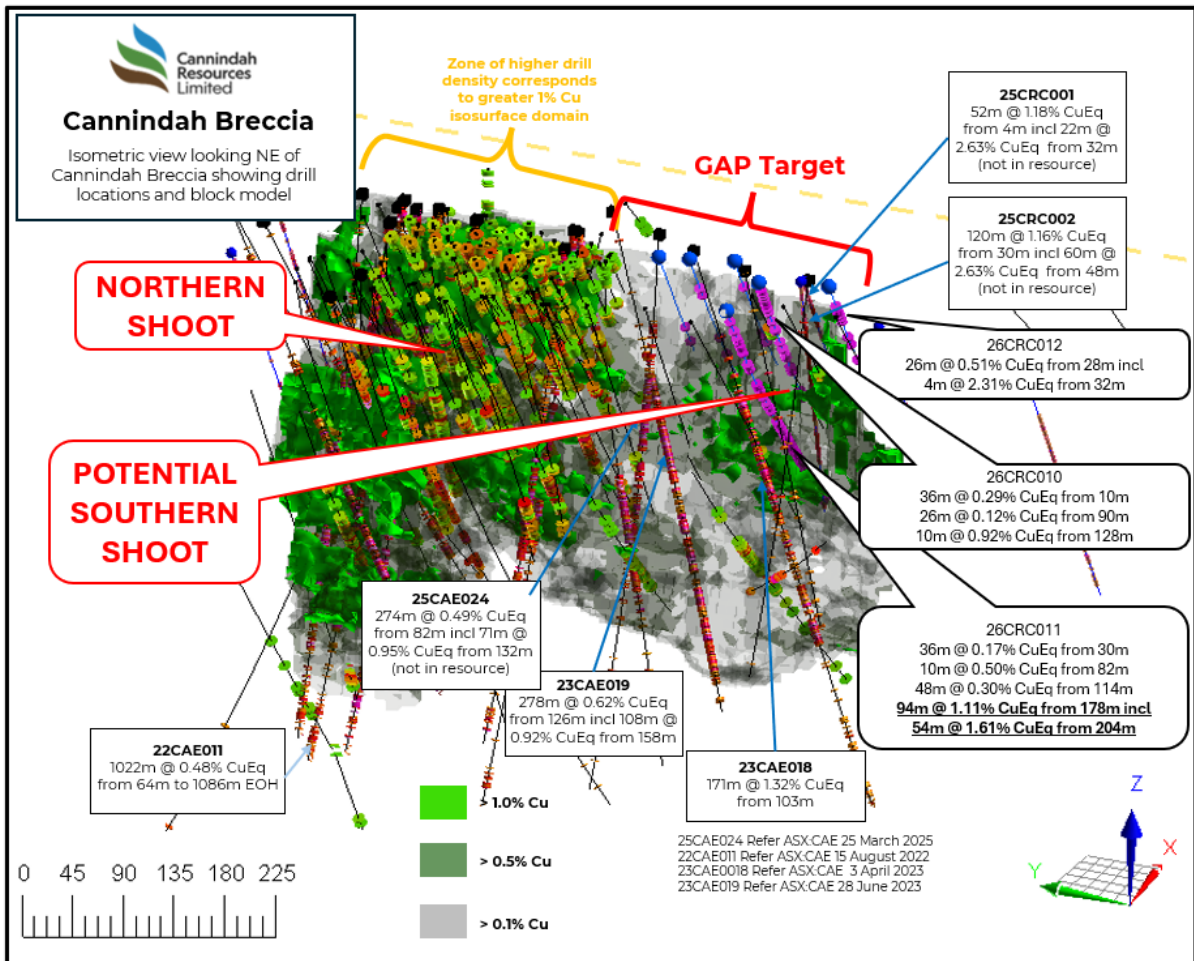 Cannindah
Resources
Limited
Cannindah Breccia
Isometric view looking NE of
Cannindah Breccia showing drill
locations and block model
Zone of higher drill
density corresponds
to greater 1% Cu
isosurface domain
GAP Target
25CRC001
52m @ 1.18% CuEq
from 4m incl 22m @
2.63% CuEq from 32m
(not in resource)
25CRC002
120m @ 1.16% CuEq
from 30m incl 60m @
2.63% CuEq from 48m
(not in resource)
NORTHERN
SHOOT
26CRC012
26m @ 0.51% CuEq from 28m incl
4m @ 2.31% CuEq from 32m
POTENTIAL
SOUTHERN
SHOOT
26CRC010
36m @ 0.29% CuEq from 10m
26m @ 0.12% CuEq from 90m
10m @ 0.92% CuEq from 128m
25CAE024
274m @ 0.49% CuEq
from 82m incl 71m @
0.95% CuEq from 132m
(not in resource)
26CRC011
36m @ 0.17% CuEq from 30m
10m @ 0.50% CuEq from 82m
48m @ 0.30% CuEq from 114m
94m @ 1.11% CuEq from 178m incl
54m @ 1.61% CuEq from 204m
23CAE019
278m @ 0.62% CuEq
from 126m incl 108m @
0.92% CuEq from 158m
22CAE011
1022m @ 0.48% CuEq
from 64m to 1086m EOH
23CAE018
171m @ 1.32% CuEq
from 103m
> 1.0% Cu
> 0.5% Cu
> 0.1% Cu
25CAE024 Refer ASX:CAE 25 March 2025
22CAE011 Refer ASX:CAE 15 August 2022
23CAE0018 Refer ASX:CAE 3 April 2023
23CAE019 Refer ASX:CAE 28 June 2023
0 45 90 135 180 225
Z
X
Y